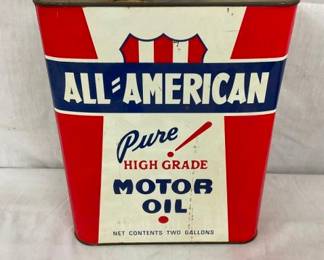 ALL-AMERICAN
Pure!
HIGH GRADE
MOTOR
OIL
NET CONTENTS TWO GALLONS